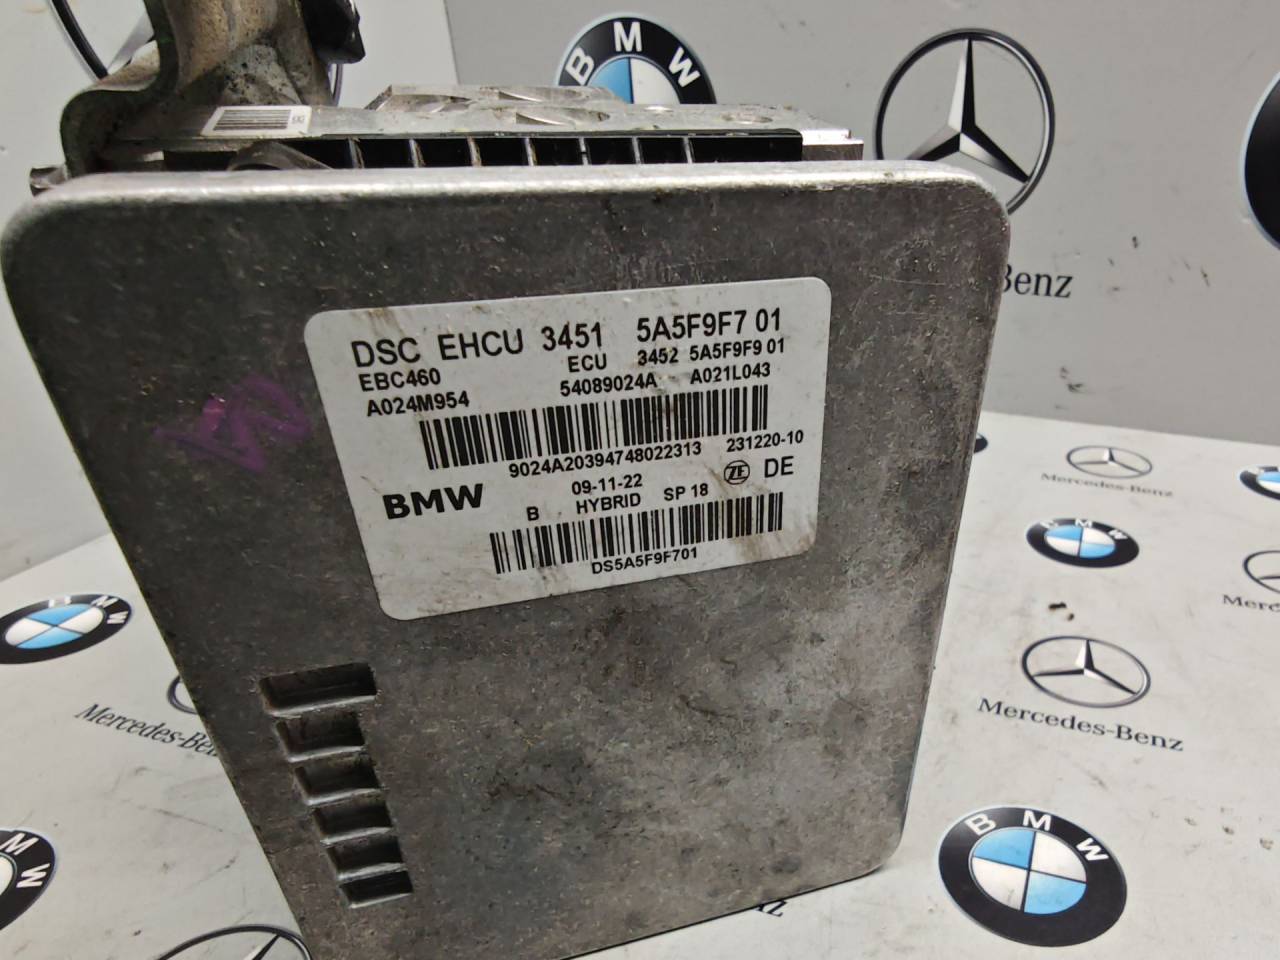 BMW
Benz
DSC EHCU 3451 5A5F9F7 01
EBC460 ECU 3452 5A5F9F9 01
A024M954 54089024A A021L043
9024A20394748022313 231220-10
BMW 09-11-22 ZF DE
B HYBRID SP 18
DS5A5F9F701
Mercedes-Benz
BMW
BMW
Mercedes-Benz
Mercedes-Benz
BMW
BMW